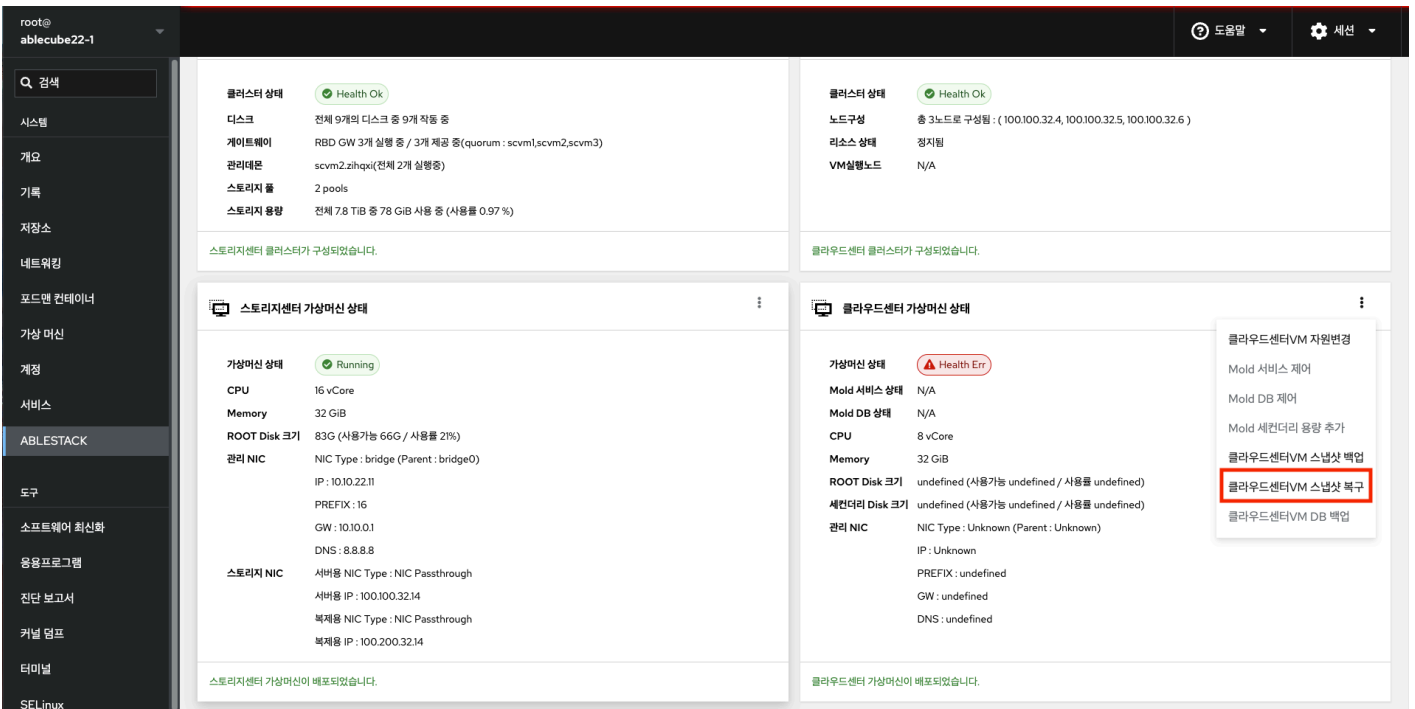 root@
ablecube22-1
도움말
세션
검색
시스템
개요
기록
저장소
네트워킹
포드맨 컨테이너
가상 머신
계정
서비스
ABLESTACK
도구
소프트웨어 최신화
응용프로그램
진단 보고서
커널 덤프
터미널
SELinux
클러스터 상태 Health Ok
디스크 전체 9개의 디스크 중 9개 작동 중
게이트웨이 RBD GW 3개 실행 중 / 3개 제공 중(quorum : scvm1,scvm2,scvm3)
관리데몬 scvm2.zihqxi(전체 2개 실행중)
스토리지 풀 2 pools
스토리지 용량 전체 7.8 TiB 중 78 GiB 사용 중 (사용률 0.97 %)
스토리지센터 클러스터가 구성되었습니다.
클러스터 상태 Health Ok
노드구성 총 3노드로 구성됨 : ( 100.100.32.4, 100.100.32.5, 100.100.32.6 )
리소스 상태 정지됨
VM실행노드 N/A
클라우드센터 클러스터가 구성되었습니다.
스토리지센터 가상머신 상태
가상머신 상태 Running
CPU 16 vCore
Memory 32 GiB
ROOT Disk 크기 83G (사용가능 66G / 사용률 21%)
관리 NIC NIC Type : bridge (Parent : bridge0)
IP : 10.10.22.11
PREFIX : 16
GW : 10.10.0.1
DNS : 8.8.8.8
스토리지 NIC 서버용 NIC Type : NIC Passthrough
서버용 IP : 100.100.32.14
복제용 NIC Type : NIC Passthrough
복제용 IP : 100.200.32.14
스토리지센터 가상머신이 배포되었습니다.
클라우드센터 가상머신 상태
가상머신 상태 Health Err
Mold 서비스 상태 N/A
Mold DB 상태 N/A
CPU 8 vCore
Memory 32 GiB
ROOT Disk 크기 undefined (사용가능 undefined / 사용률 undefined)
세컨더리 Disk 크기 undefined (사용가능 undefined / 사용률 undefined)
관리 NIC NIC Type : Unknown (Parent : Unknown)
IP : Unknown
PREFIX : undefined
GW : undefined
DNS : undefined
클라우드센터 가상머신이 배포되었습니다.
클라우드센터VM 자원변경
Mold 서비스 제어
Mold DB 제어
Mold 세컨더리 용량 추가
클라우드센터VM 스냅샷 백업
클라우드센터VM 스냅샷 복구
클라우드센터VM DB 백업